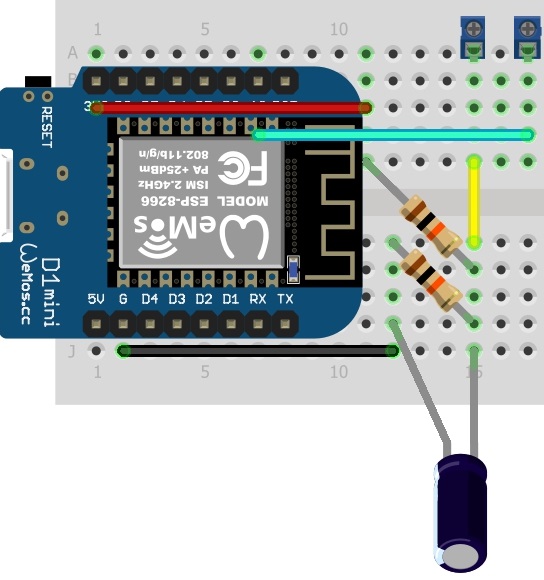 1 5 10
A
B
3V
RESET
802.11b/g/n
PA +25dBm
ISM 2.4GHz
ESP-8266
MODEL
FC
WeMos
D1 mini
WeMos.cc
5V G D4 D3 D2 D1 RX TX
J
1 5 10 15